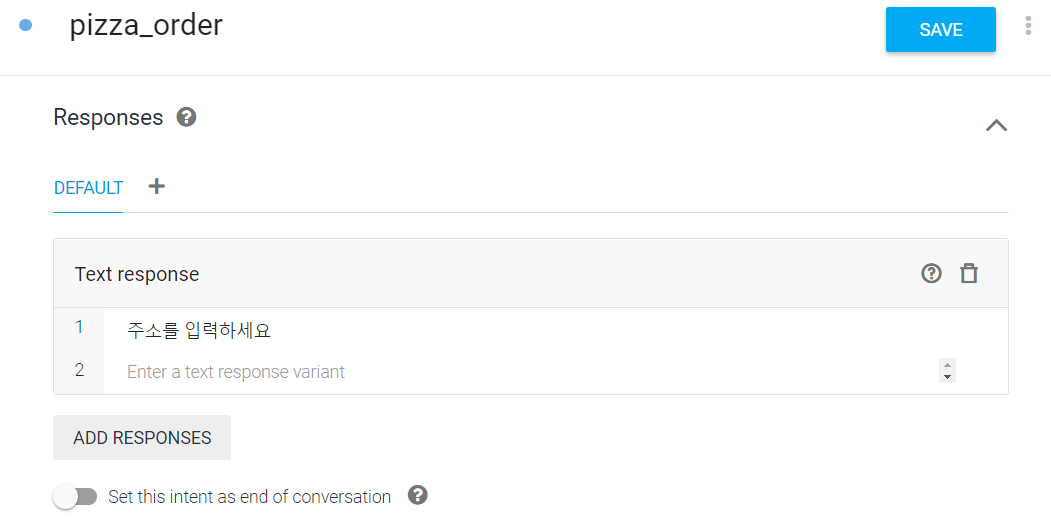 pizza_order
SAVE
Responses
DEFAULT
Text response
1 주소를 입력하세요
2 Enter a text response variant
ADD RESPONSES
Set this intent as end of conversation